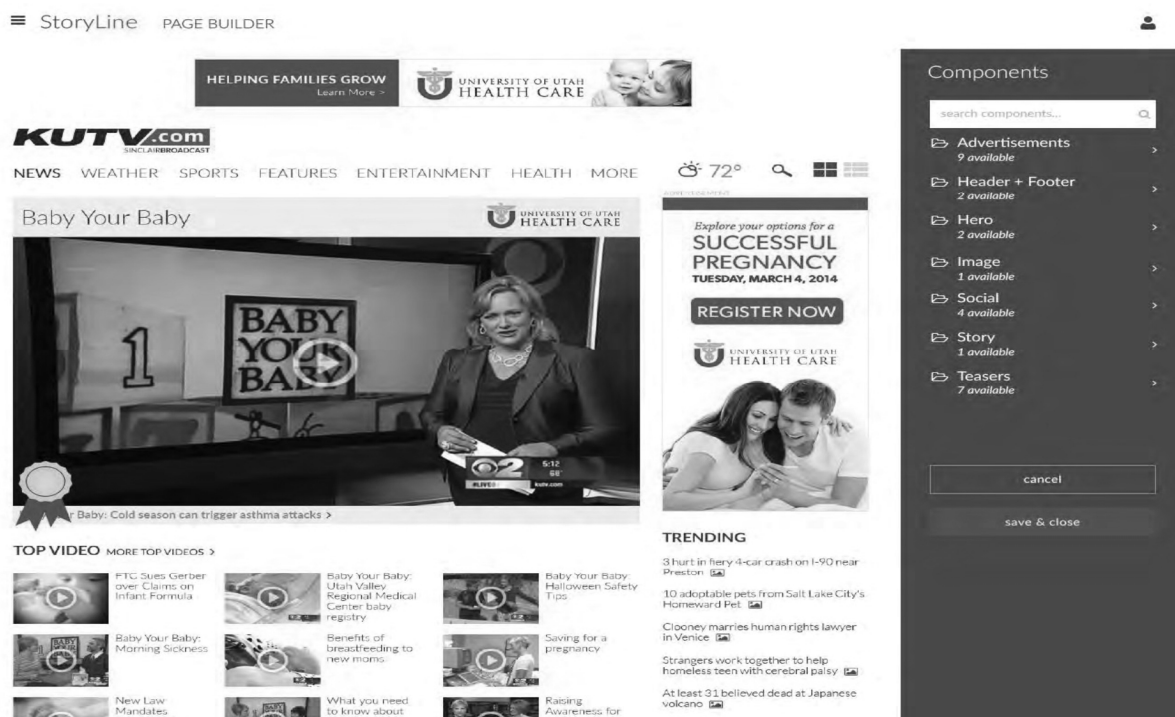 StoryLine PAGE BUILDER
HELPING FAMILIES GROW
Learn More >
UNIVERSITY OF UTAH
HEALTH CARE
KUTV.com
SINCLAIRBROADCAST
NEWS WEATHER SPORTS FEATURES ENTERTAINMENT HEALTH MORE
72°
ADVERTISEMENT
Baby Your Baby
UNIVERSITY OF UTAH
HEALTH CARE
1
BABY
YOUR
BABY
2
5:12
68°
#LIVEON
kutv.com
r Baby: Cold season can trigger asthma attacks >
Explore your options for a
SUCCESSFUL
PREGNANCY
TUESDAY, MARCH 4, 2014
REGISTER NOW
UNIVERSITY OF UTAH
HEALTH CARE
TOP VIDEO MORE TOP VIDEOS >
FTC Sues Gerber
over Claims on
Infant Formula
Baby Your Baby:
Utah Valley
Regional Medical
Center baby
registry
Baby Your Baby:
Halloween Safety
Tips
Baby Your Baby:
Morning Sickness
Benefits of
breastfeeding to
new moms
Saving for a
pregnancy
New Law
Mandates
What you need
to know about
Raising
Awareness for
TRENDING
3 hurt in fiery 4-car crash on I-90 near
Preston
10 adoptable pets from Salt Lake City's
Homeward Pet
Clooney marries human rights lawyer
in Venice
Strangers work together to help
homeless teen with cerebral palsy
At least 31 believed dead at Japanese
volcano
Components
search components...
Advertisements
9 available
Header + Footer
2 available
Hero
2 available
Image
1 available
Social
4 available
Story
1 available
Teasers
7 available
cancel
save & close